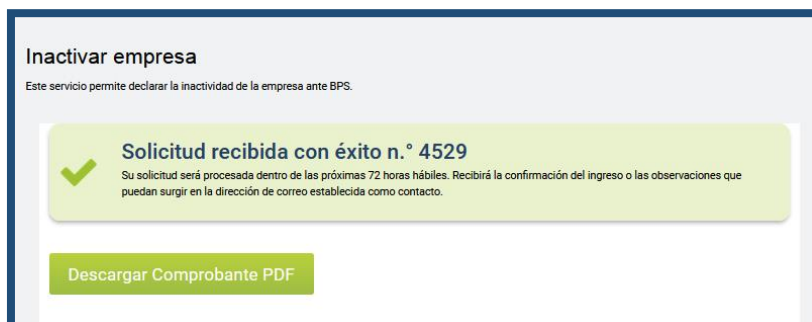 Inactivar empresa
Este servicio permite declarar la inactividad de la empresa ante BPS.
Solicitud recibida con éxito n.° 4529
Su solicitud será procesada dentro de las próximas 72 horas hábiles. Recibirá la confirmación del ingreso o las observaciones que
puedan surgir en la dirección de correo establecida como contacto.
Descargar Comprobante PDF